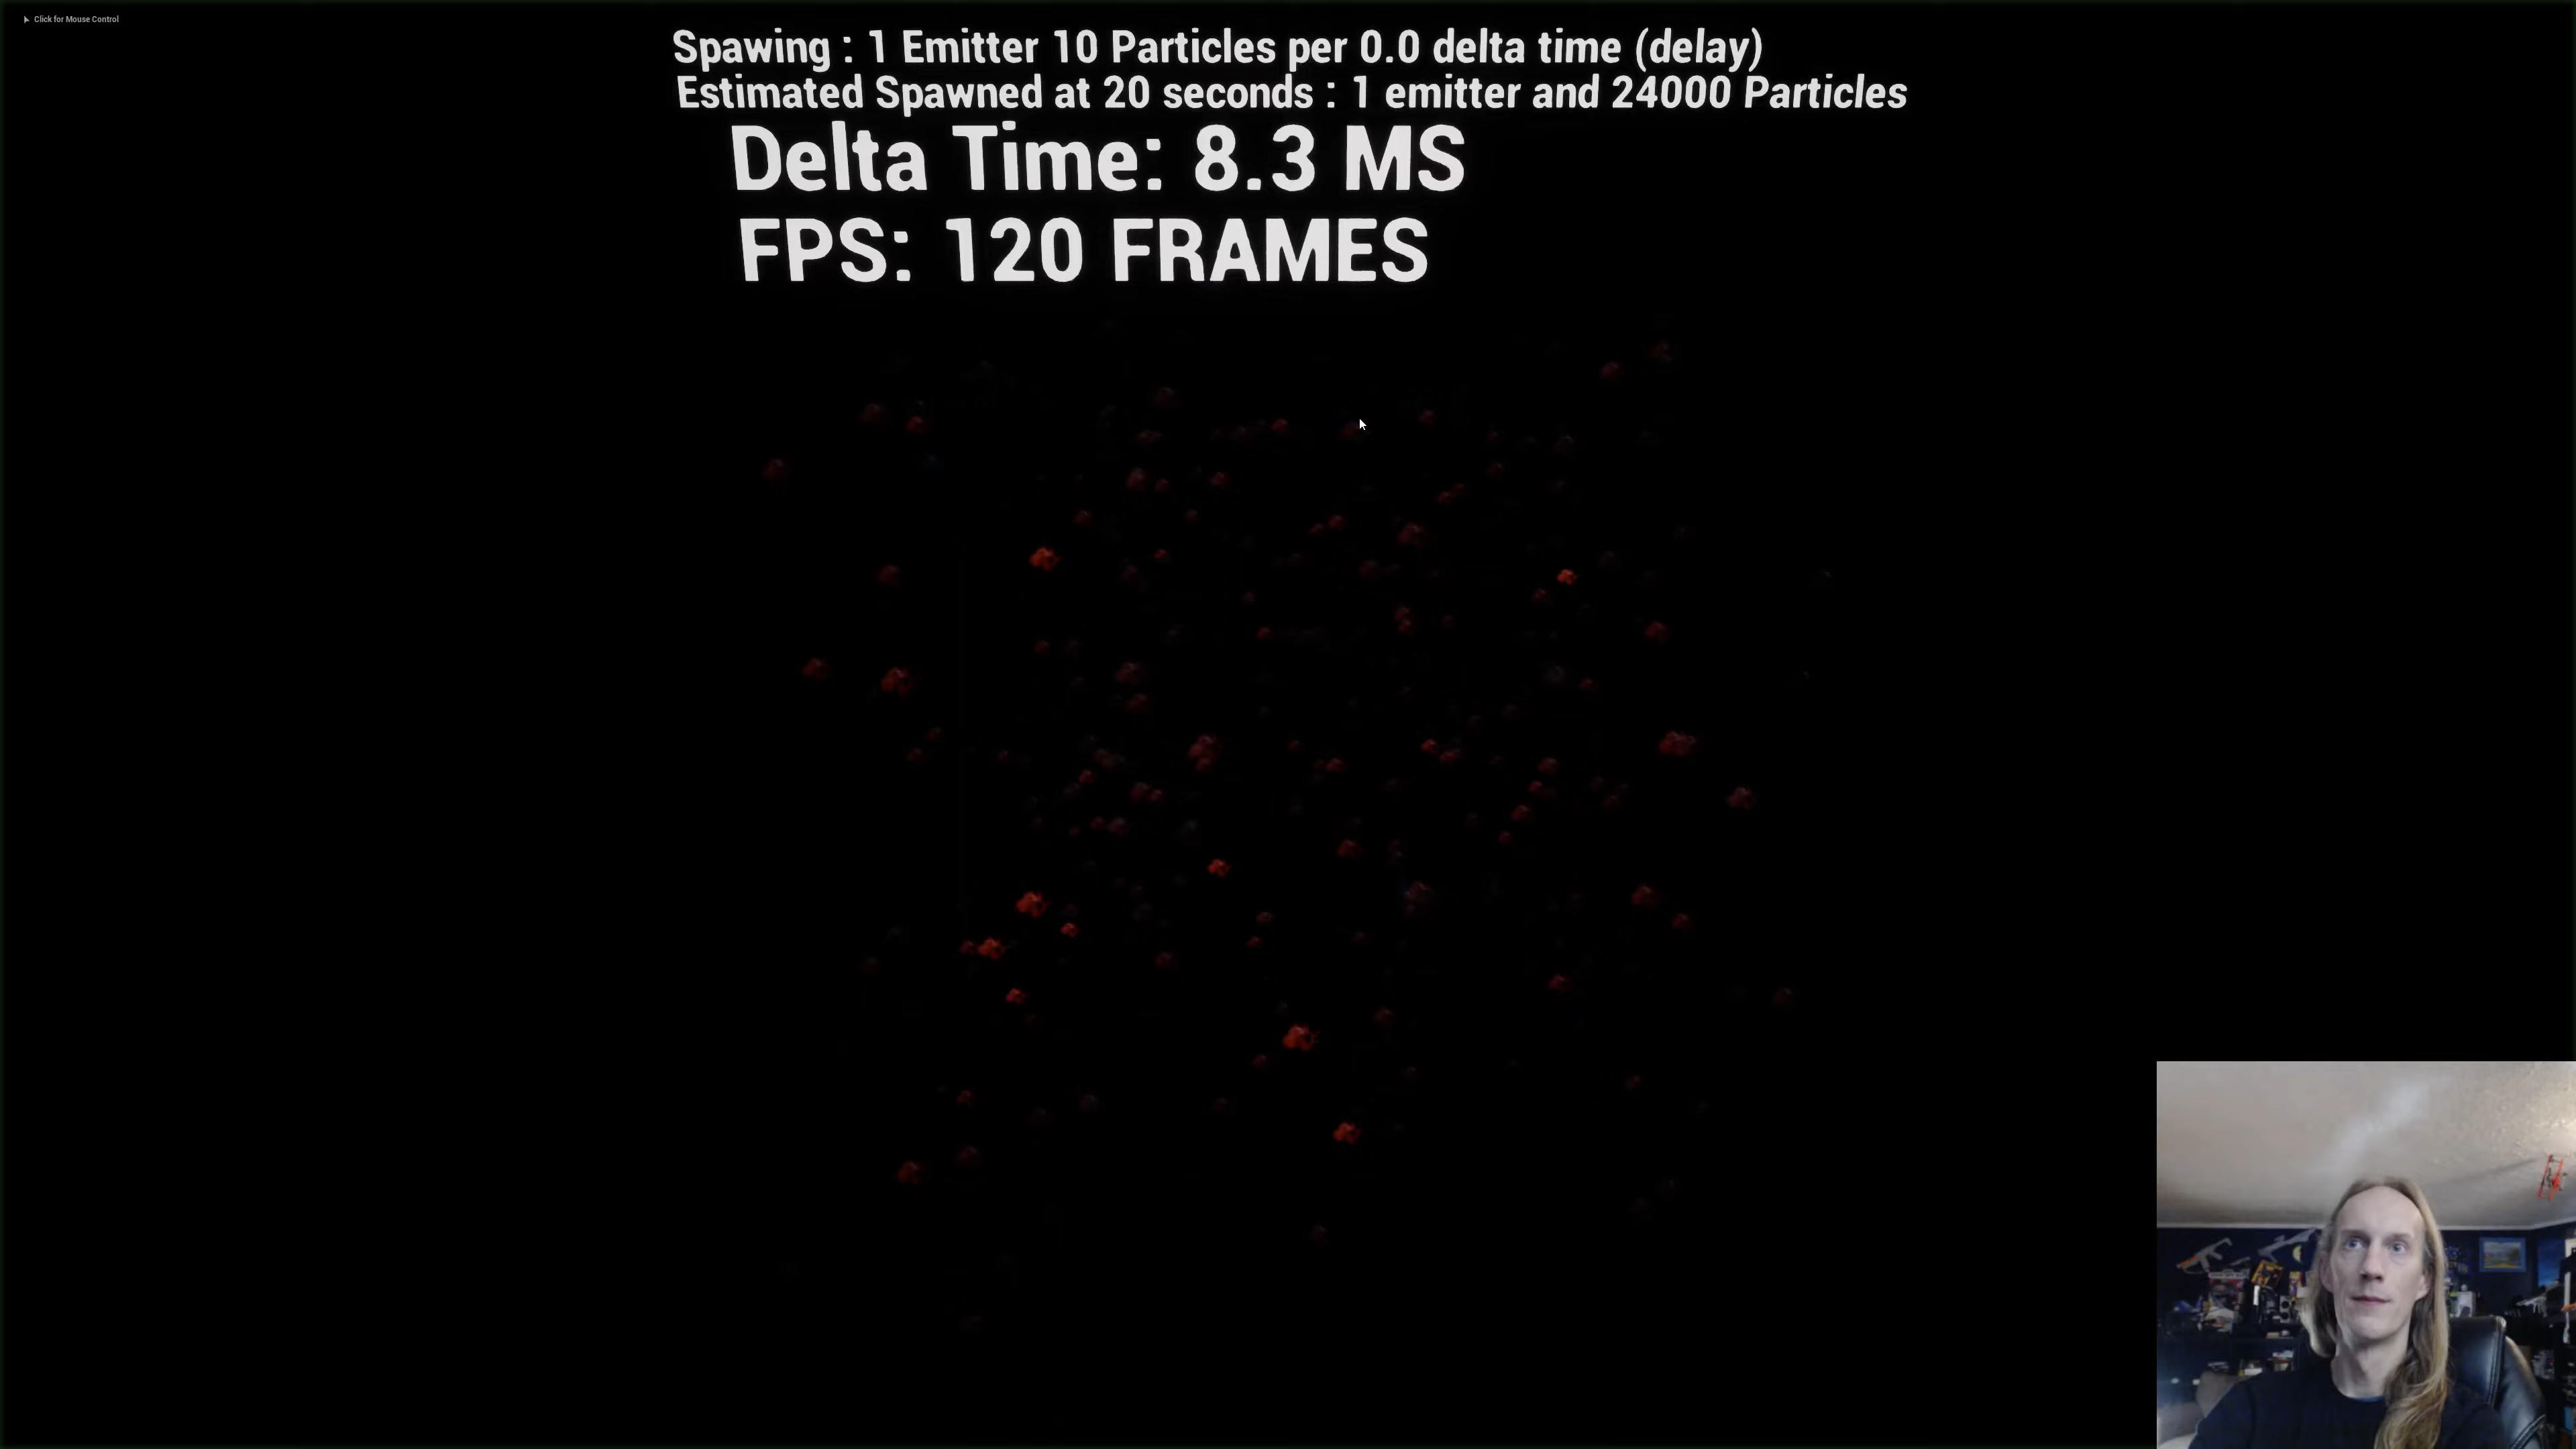 Click for Mouse Control
Spawing : 1 Emitter 10 Particles per 0.0 delta time (delay)
Estimated Spawned at 20 seconds : 1 emitter and 24000 Particles
Delta Time: 8.3 MS
FPS: 120 FRAMES